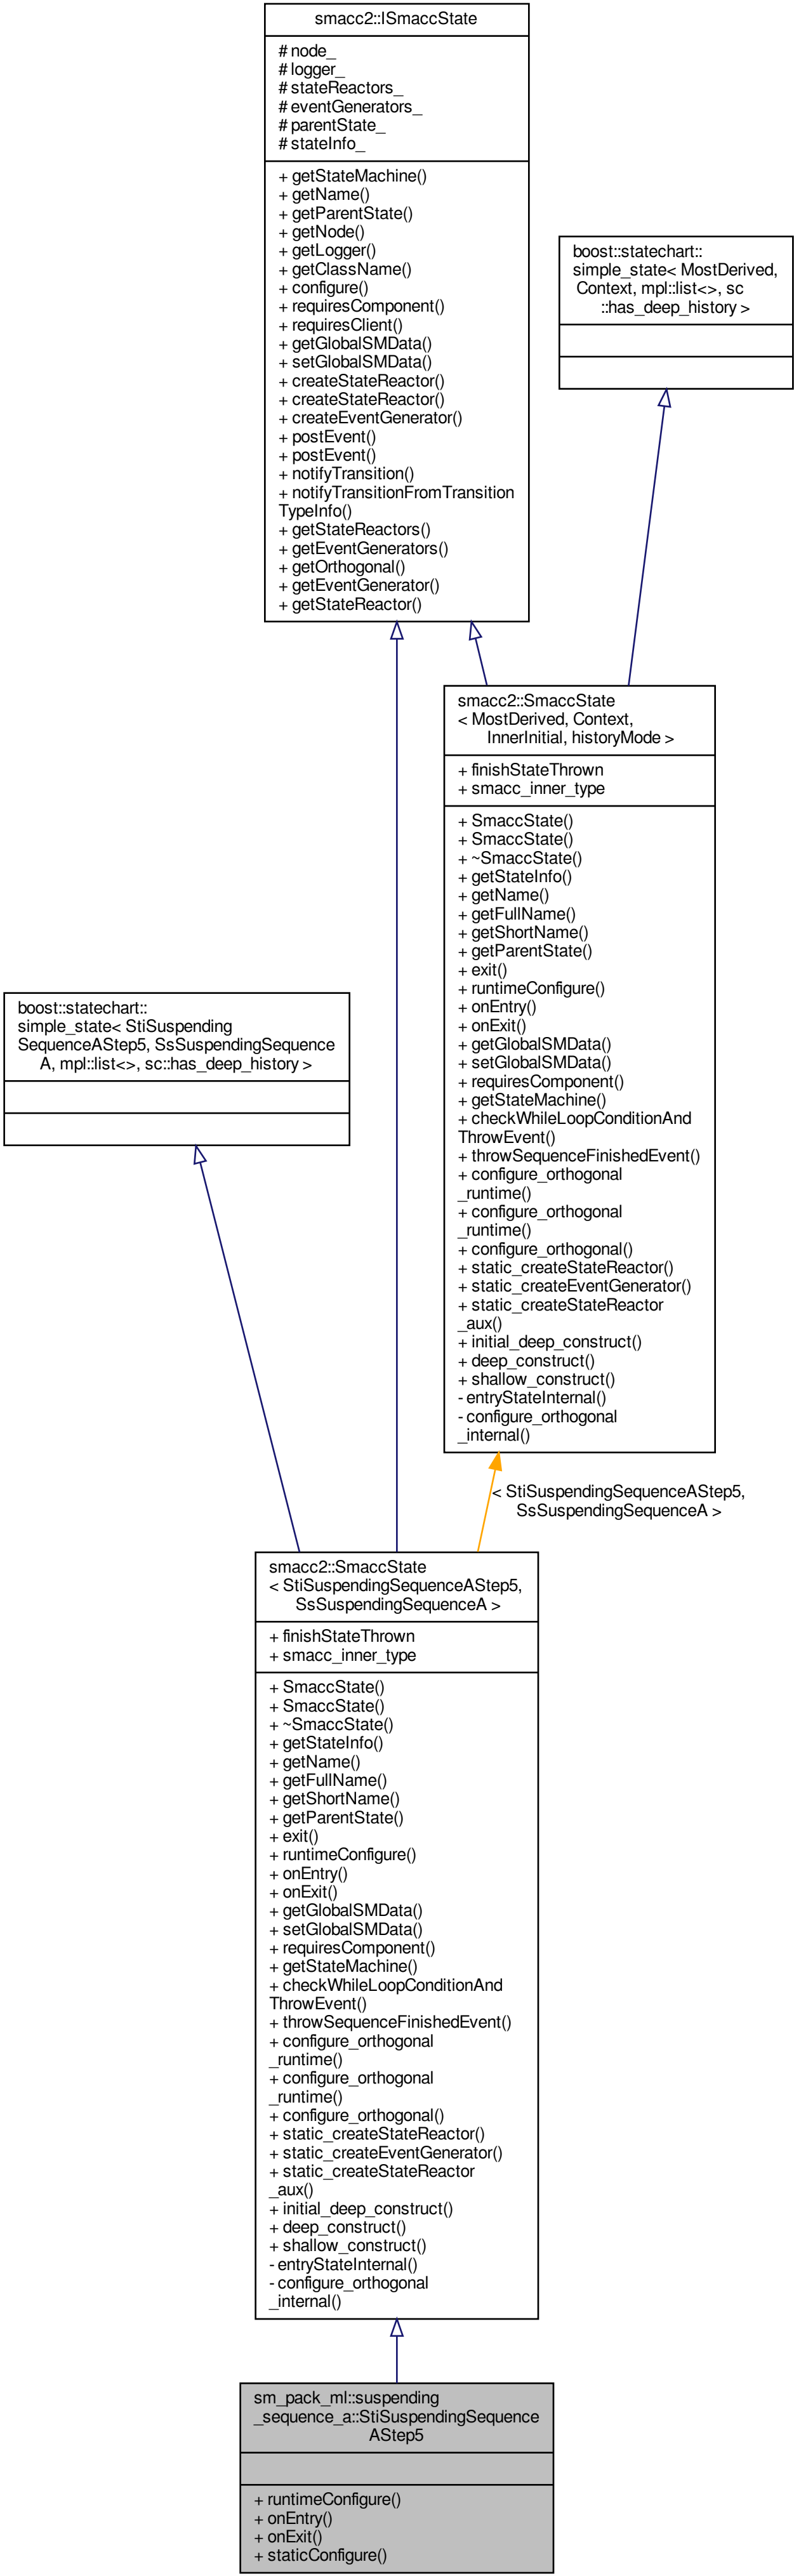 smacc2::ISmaccState
# node_
# logger_
# stateReactors_
# eventGenerators_
# parentState_
# stateInfo_
+ getStateMachine()
+ getName()
+ getParentState()
+ getNode()
+ getLogger()
+ getClassName()
+ configure()
+ requiresComponent()
+ requiresClient()
+ getGlobalSMData()
+ setGlobalSMData()
+ createStateReactor()
+ createStateReactor()
+ createEventGenerator()
+ postEvent()
+ postEvent()
+ notifyTransition()
+ notifyTransitionFromTransition
TypeInfo()
+ getStateReactors()
+ getEventGenerators()
+ getOrthogonal()
+ getEventGenerator()
+ getStateReactor()
boost::statechart::
simple_state< MostDerived,
Context, mpl::list<>, sc
::has_deep_history >
smacc2::SmaccState
< MostDerived, Context,
InnerInitial, historyMode >
+ finishStateThrown
+ smacc_inner_type
+ SmaccState()
+ SmaccState()
+ ~SmaccState()
+ getStateInfo()
+ getName()
+ getFullName()
+ getShortName()
+ getParentState()
+ exit()
+ runtimeConfigure()
+ onEntry()
+ onExit()
+ getGlobalSMData()
+ setGlobalSMData()
+ requiresComponent()
+ getStateMachine()
+ checkWhileLoopConditionAnd
ThrowEvent()
+ throwSequenceFinishedEvent()
+ configure_orthogonal
_runtime()
+ configure_orthogonal
_runtime()
+ configure_orthogonal()
+ static_createStateReactor()
+ static_createEventGenerator()
+ static_createStateReactor
_aux()
+ initial_deep_construct()
+ deep_construct()
+ shallow_construct()
- entryStateInternal()
- configure_orthogonal
_internal()
boost::statechart::
simple_state< StiSuspending
SequenceAStep5, SsSuspendingSequence
A, mpl::list<>, sc::has_deep_history >
< StiSuspendingSequenceAStep5,
SsSuspendingSequenceA >
smacc2::SmaccState
< StiSuspendingSequenceAStep5,
SsSuspendingSequenceA >
+ finishStateThrown
+ smacc_inner_type
+ SmaccState()
+ SmaccState()
+ ~SmaccState()
+ getStateInfo()
+ getName()
+ getFullName()
+ getShortName()
+ getParentState()
+ exit()
+ runtimeConfigure()
+ onEntry()
+ onExit()
+ getGlobalSMData()
+ setGlobalSMData()
+ requiresComponent()
+ getStateMachine()
+ checkWhileLoopConditionAnd
ThrowEvent()
+ throwSequenceFinishedEvent()
+ configure_orthogonal
_runtime()
+ configure_orthogonal
_runtime()
+ configure_orthogonal()
+ static_createStateReactor()
+ static_createEventGenerator()
+ static_createStateReactor
_aux()
+ initial_deep_construct()
+ deep_construct()
+ shallow_construct()
- entryStateInternal()
- configure_orthogonal
_internal()
sm_pack_ml::suspending
_sequence_a::StiSuspendingSequence
AStep5
+ runtimeConfigure()
+ onEntry()
+ onExit()
+ staticConfigure()